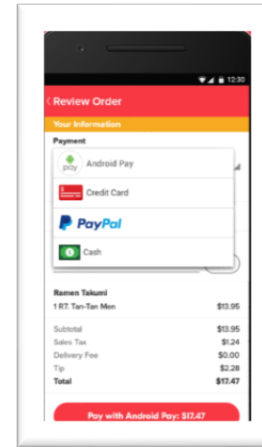 12:30
Review Order
Your Information
Payment
pay Android Pay
Credit Card
PayPal
Cash
Ramen Takumi
1 R7. Tan-Tan Men $13.95
Subtotal $13.95
Sales Tax $1.24
Delivery Fee $0.00
Tip $2.28
Total $17.47
Pay with Android Pay: $17.47